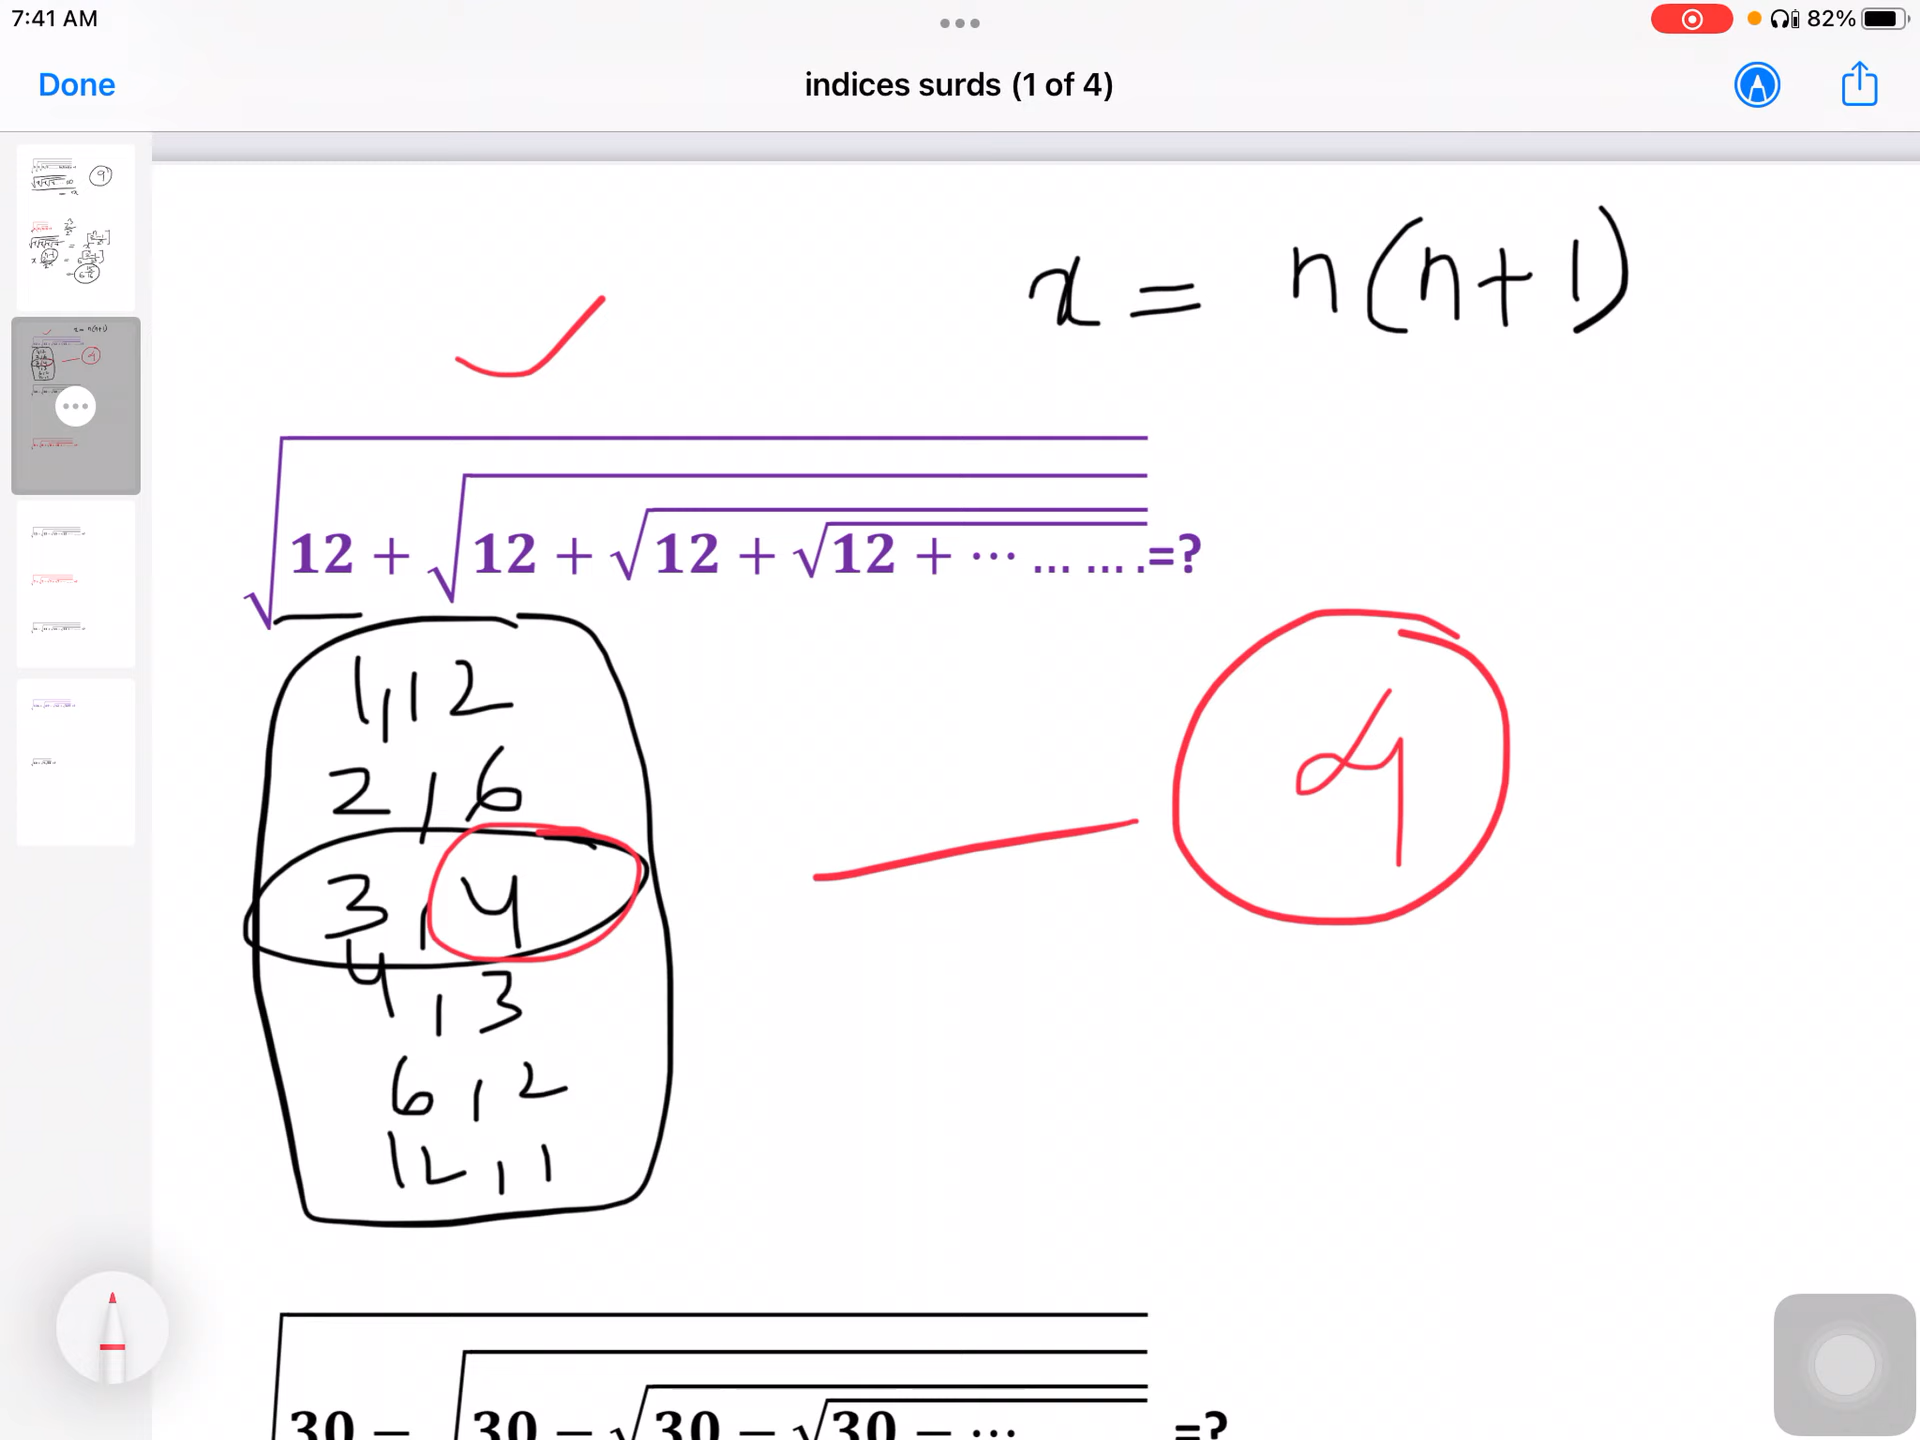 7:41 AM
82%
Done
indices surds (1 of 4)
x = n(n+1)
√12 + √12 + √12 + √12 + ⋯ … … . =?
1, 12
2, 6
3, 4
4
4, 3
6, 2
12, 1
√30 − √30 − √30 − √30 − ⋯ =?